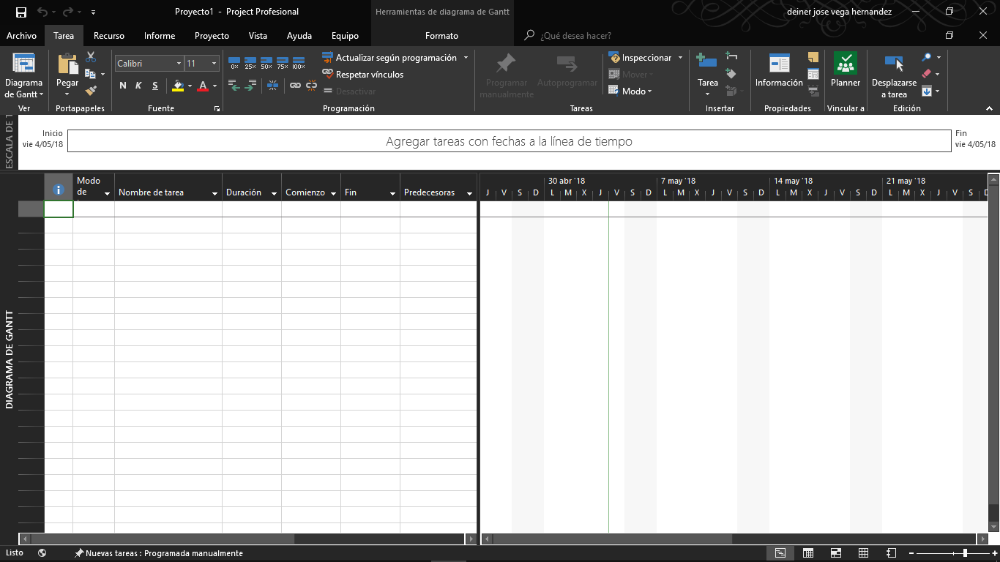 Proyecto1 - Project Profesional
Herramientas de diagrama de Gantt
deiner jose vega hernandez
Archivo Tarea Recurso Informe Proyecto Vista Ayuda Equipo Formato ¿Qué desea hacer?
Diagrama de Gantt
Ver
Pegar
Portapapeles
Calibri 11
N K S A
Fuente
0% 25% 50% 75% 100%
Actualizar según programación
Respetar vínculos
Desactivar
Programación
Programar manualmente
Autoprogramar
Inspeccionar
Mover
Modo
Tareas
Tarea
Insertar
Información
Propiedades
Planner
Vincular a
Desplazarse a tarea
Edición
ESCALA DE
Inicio
vie 4/05/18
Agregar tareas con fechas a la línea de tiempo
Fin
vie 4/05/18
Modo de
Nombre de tarea
Duración
Comienzo
Fin
Predecesoras
30 abr '18 7 may '18 14 may '18 21 may '18
J V S D L M X J V S D L M X J V S D L M X J V S D L M X J V S D
DIAGRAMA DE GANTT
Listo
Nuevas tareas : Programada manualmente